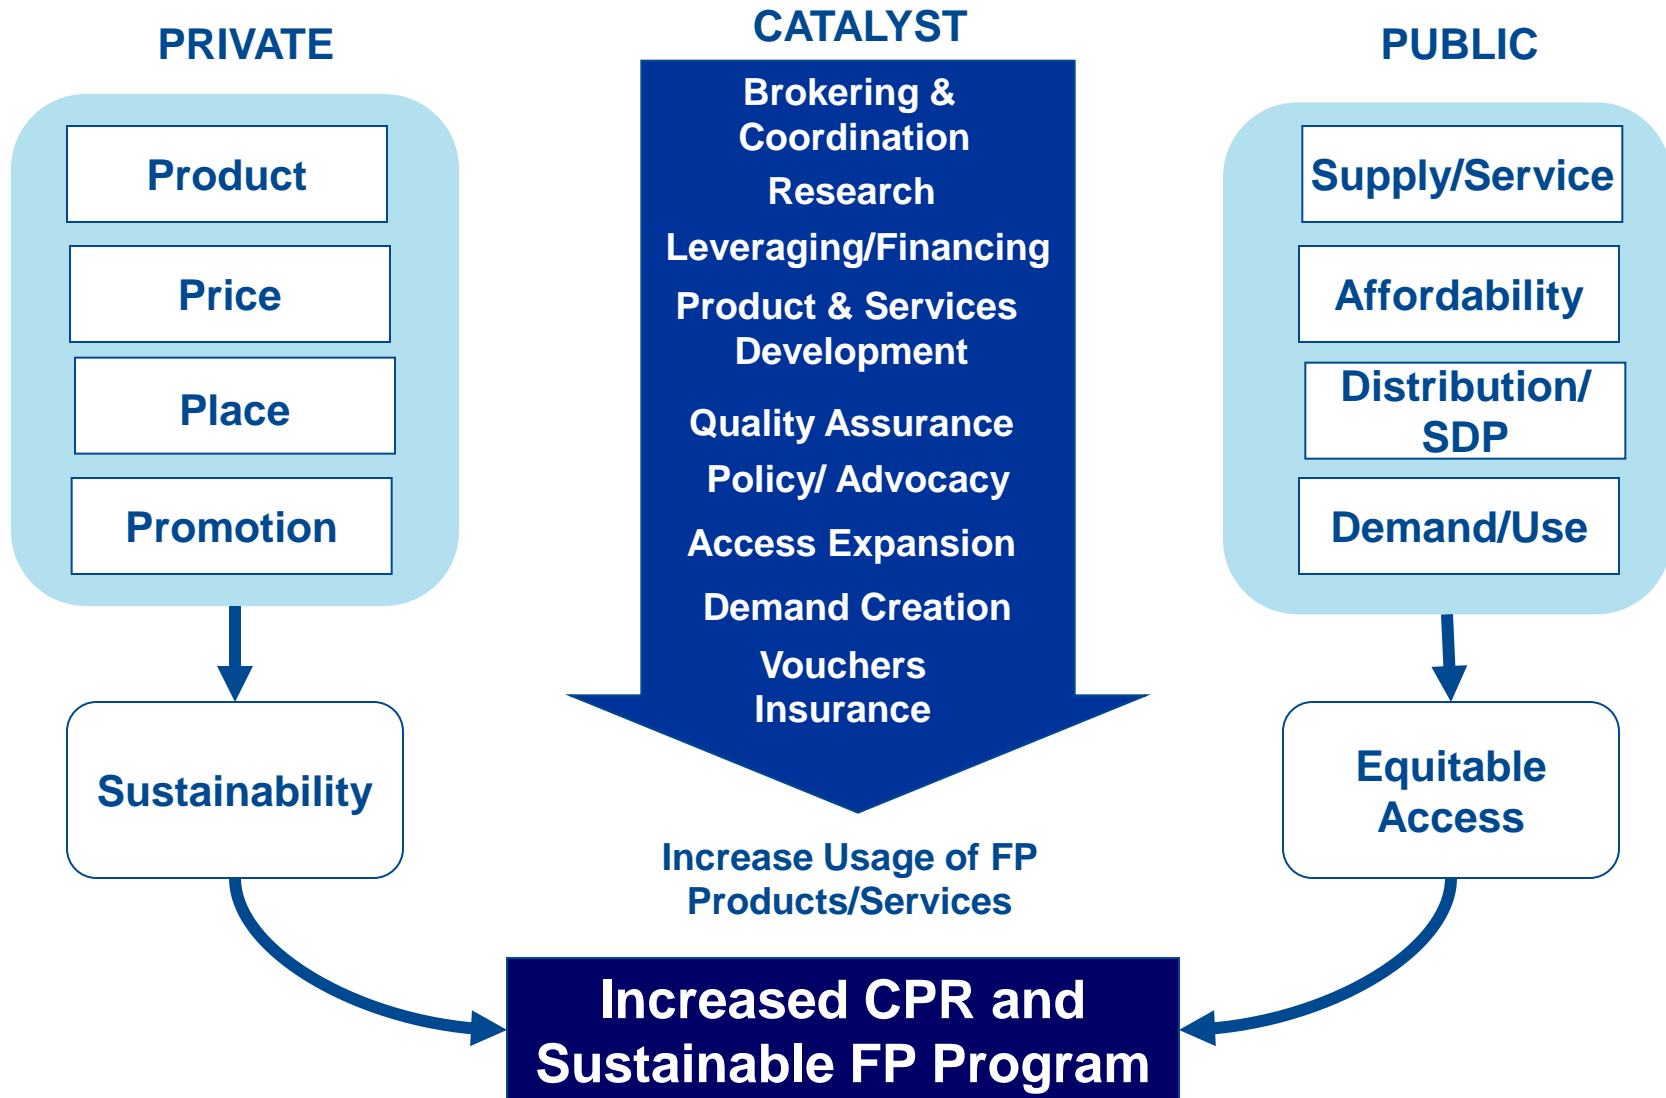 PRIVATE
Product
Price
Place
Promotion
Sustainability
CATALYST
Brokering &
Coordination
Research
Leveraging/Financing
Product & Services
Development
Quality Assurance
Policy/ Advocacy
Access Expansion
Demand Creation
Vouchers
Insurance
Increase Usage of FP
Products/Services
PUBLIC
Supply/Service
Affordability
Distribution/
SDP
Demand/Use
Equitable
Access
Increased CPR and
Sustainable FP Program